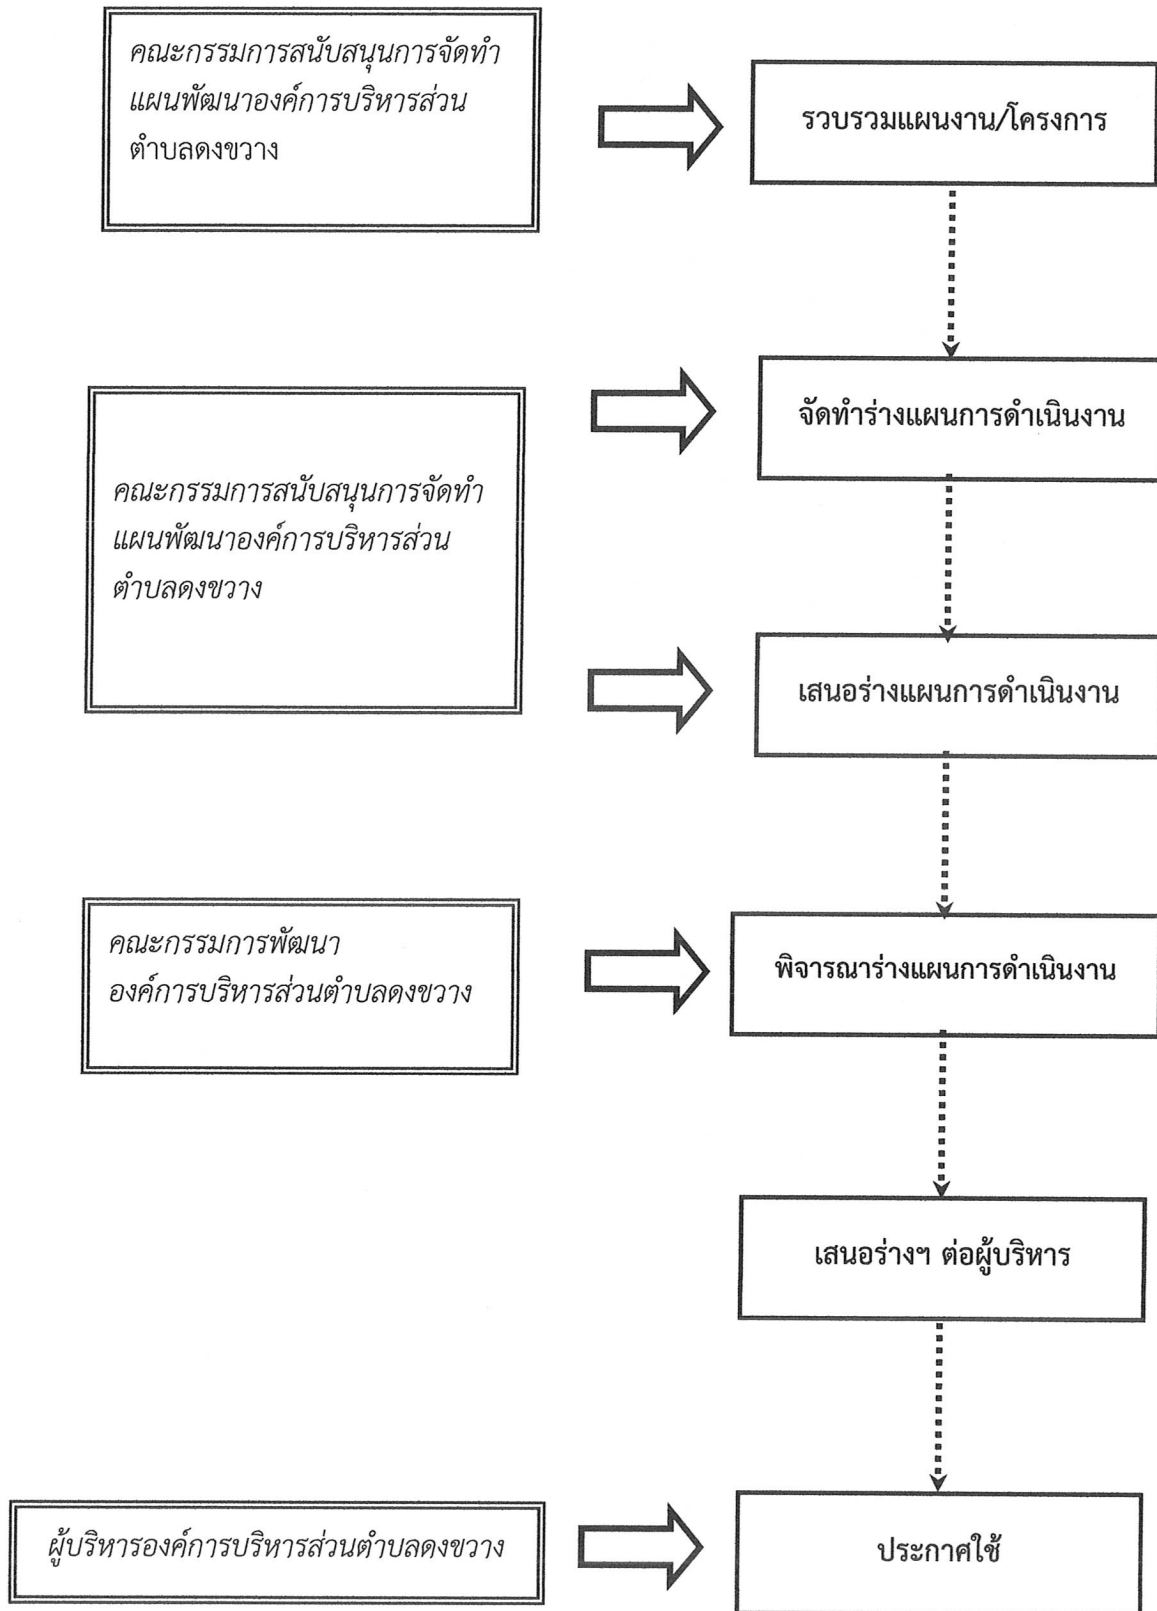 คณะกรรมการสนับสนุนการจัดทำ
แผนพัฒนาองค์การบริหารส่วน
ตำบลดงขวาง
รวบรวมแผนงาน/โครงการ
จัดทำร่างแผนการดำเนินงาน
คณะกรรมการสนับสนุนการจัดทำ
แผนพัฒนาองค์การบริหารส่วน
ตำบลดงขวาง
เสนอร่างแผนการดำเนินงาน
คณะกรรมการพัฒนา
องค์การบริหารส่วนตำบลดงขวาง
พิจารณาร่างแผนการดำเนินงาน
เสนอร่างฯ ต่อผู้บริหาร
ผู้บริหารองค์การบริหารส่วนตำบลดงขวาง
ประกาศใช้